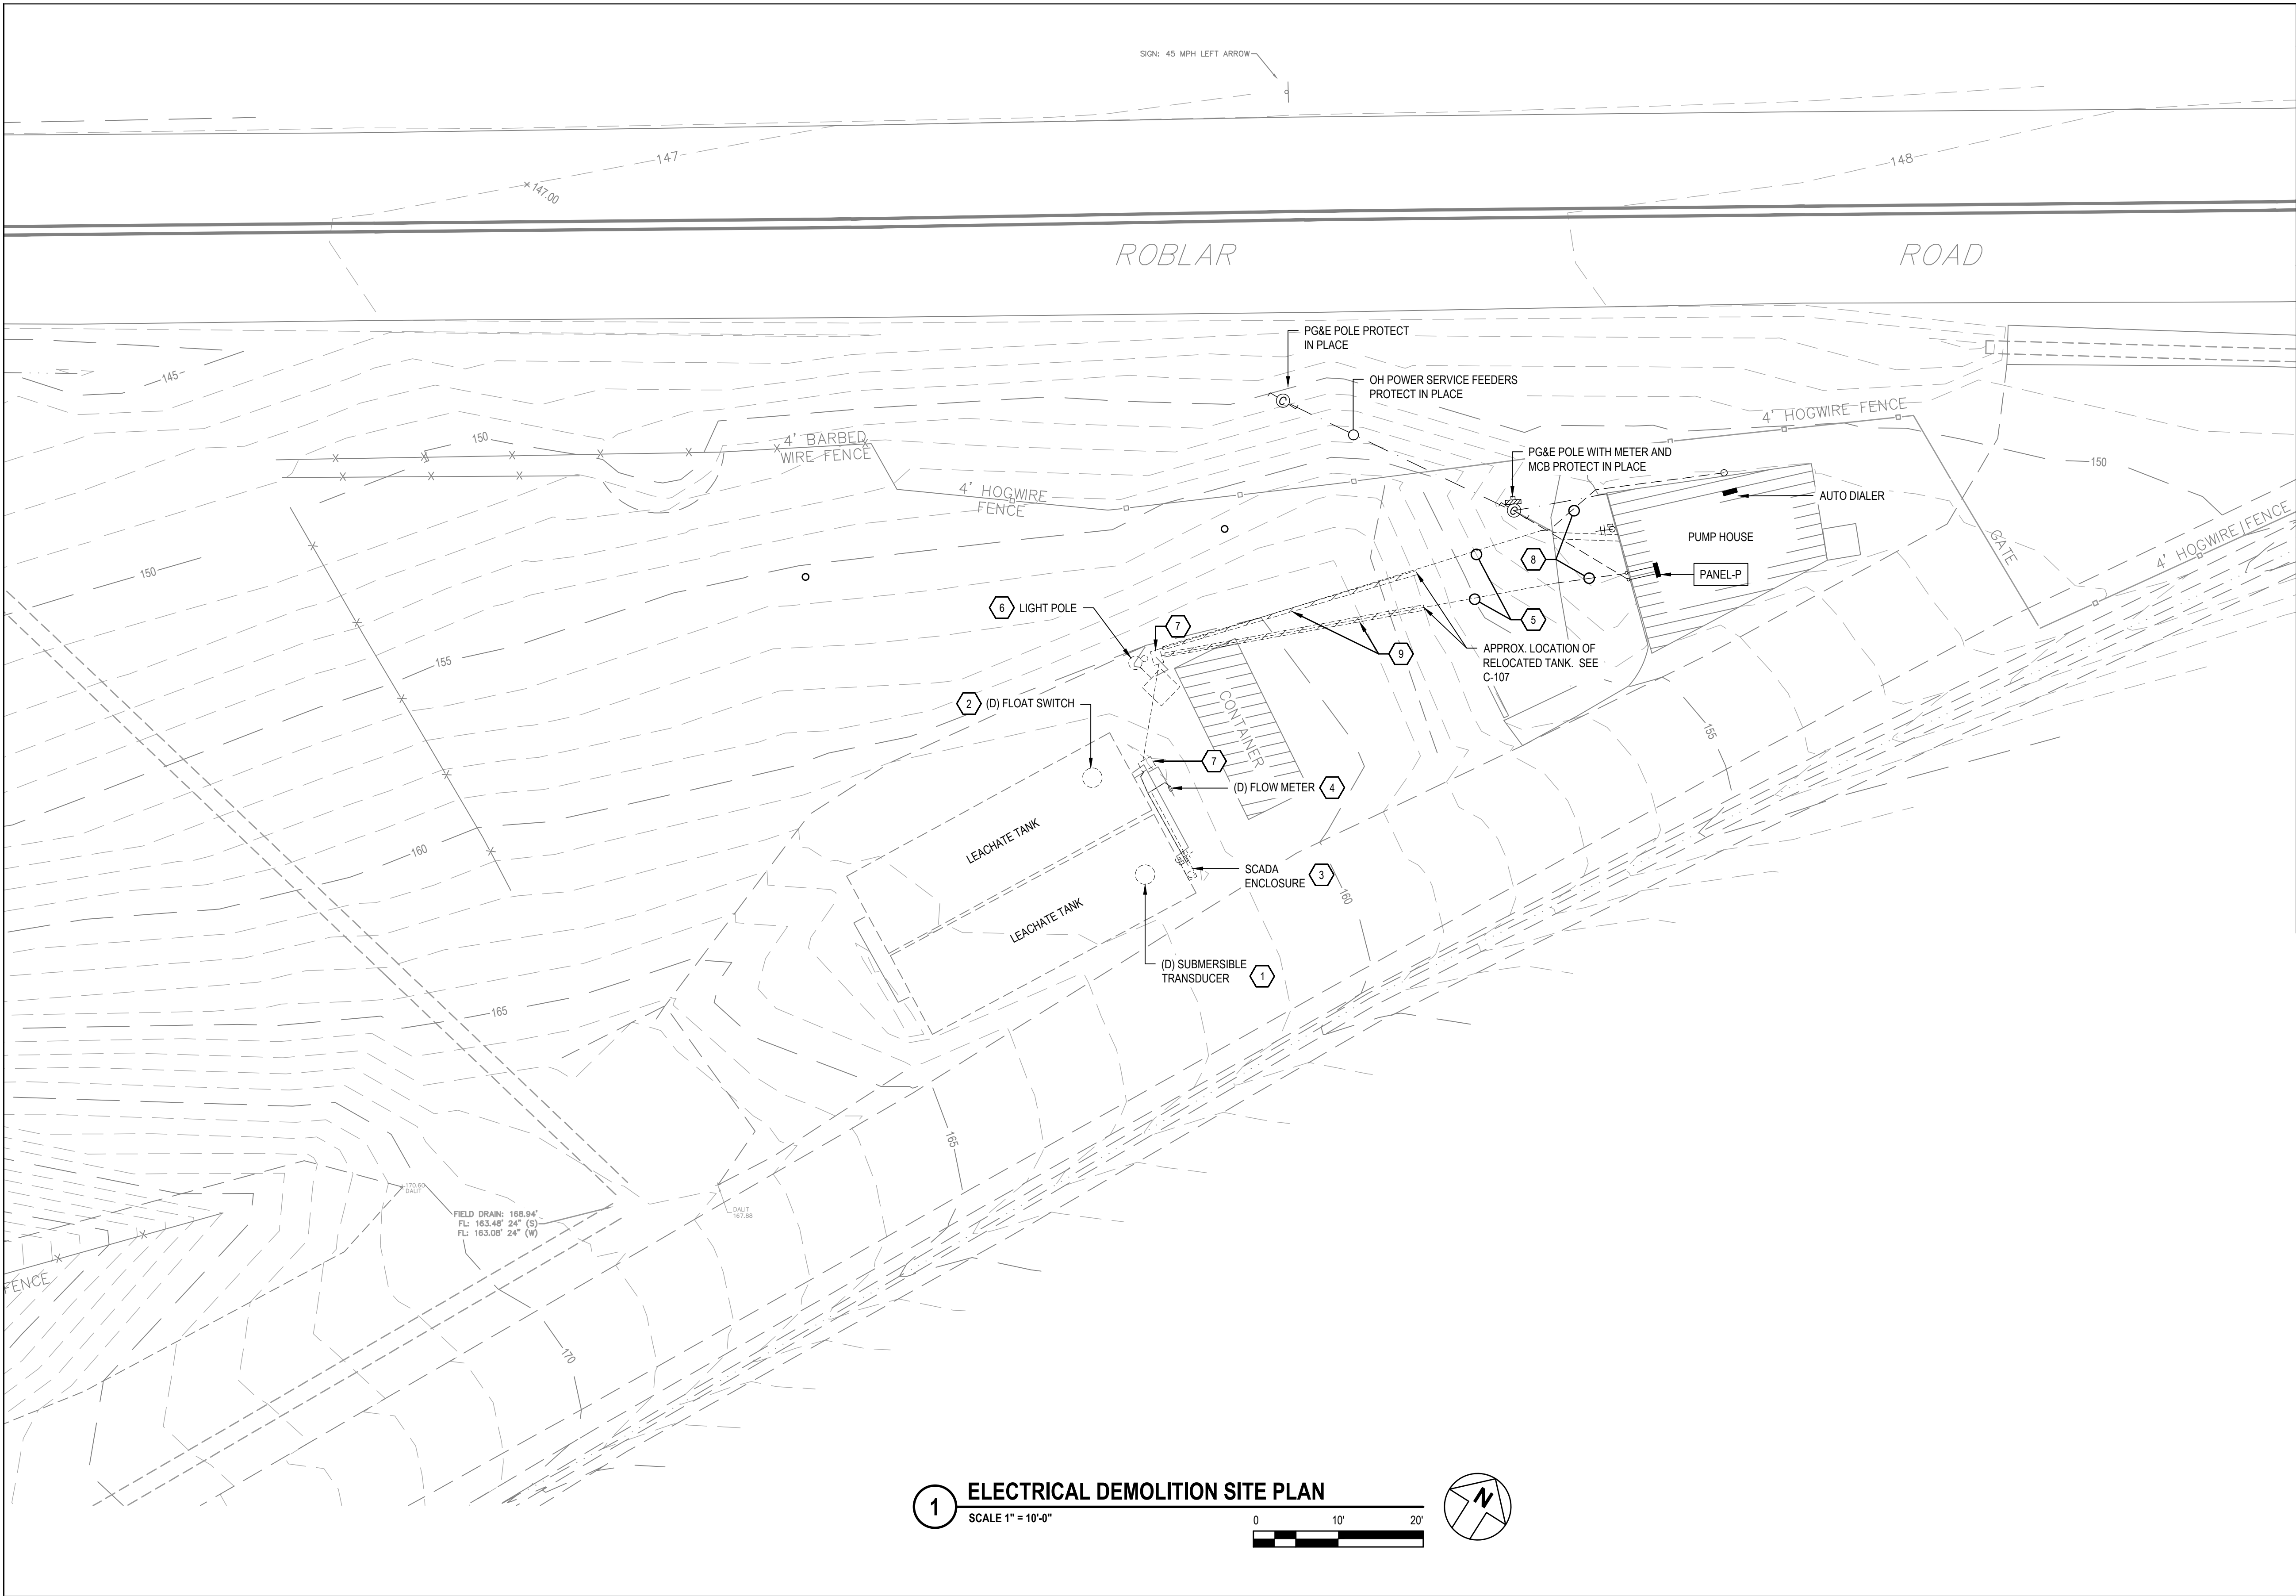 SIGN: 45 MPH LEFT ARROW
147
× 147.00
148
ROBLAR ROAD
PG&E POLE PROTECT
IN PLACE
145
OH POWER SERVICE FEEDERS
PROTECT IN PLACE
4' HOGWIRE FENCE
150
4' BARBED
WIRE FENCE
PG&E POLE WITH METER AND
MCB PROTECT IN PLACE
150
4' HOGWIRE
FENCE
AUTO DIALER
4' HOGWIRE FENCE
PUMP HOUSE
GATE
8
PANEL-P
150
6 LIGHT POLE
7
5
9
APPROX. LOCATION OF
RELOCATED TANK. SEE
C-107
155
2 (D) FLOAT SWITCH
CONTAINER
155
7
(D) FLOW METER 4
LEACHATE TANK
160
SCADA
ENCLOSURE 3
160
LEACHATE TANK
(D) SUBMERSIBLE
TRANSDUCER 1
165
165
170.60
DALIT
DALIT
167.68
FIELD DRAIN: 168.94'
FL: 163.48' 24" (S)
FL: 163.08' 24" (W)
FENCE
170
1 ELECTRICAL DEMOLITION SITE PLAN
SCALE 1" = 10'-0"
0 10' 20'
N